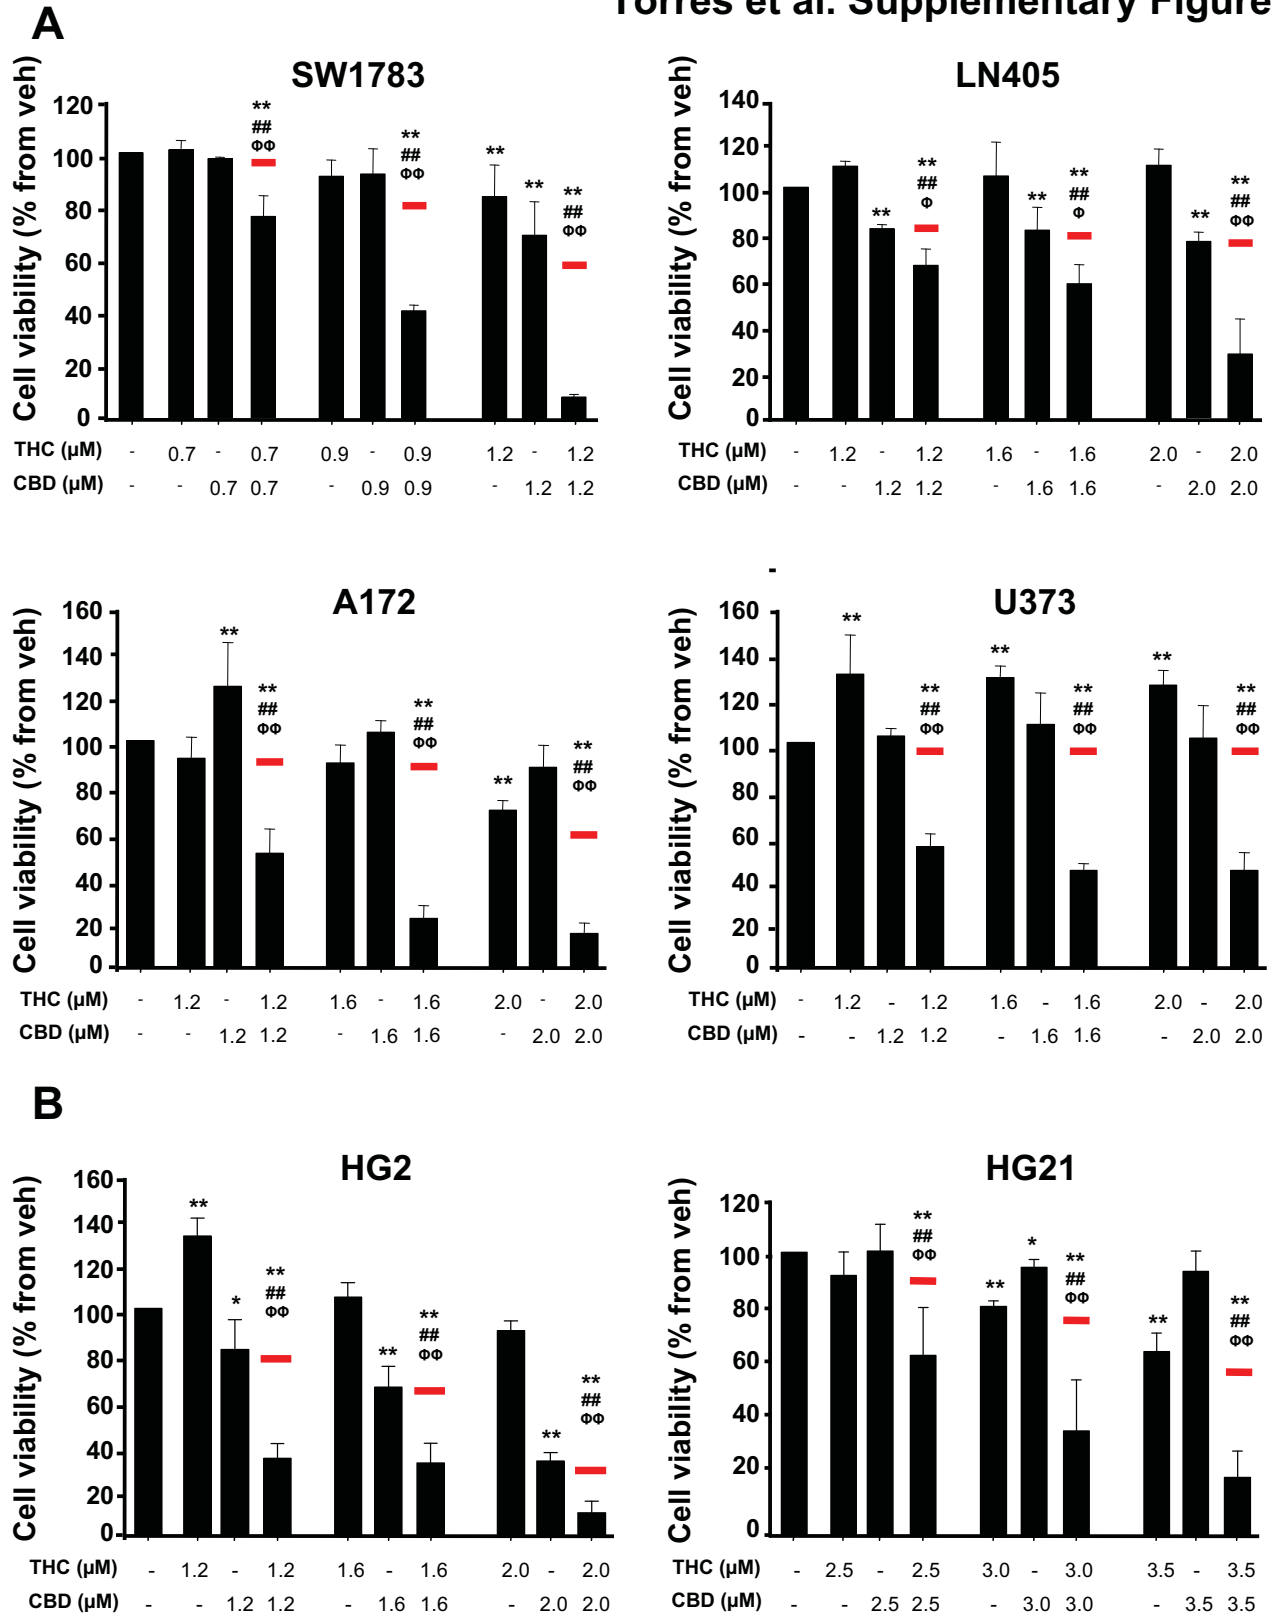 Torres et al. Supplementary Figure
A
SW1783
Cell viability (% from veh)
120
100
80
60
40
20
0
**
##
ΦΦ
**
##
ΦΦ
**
**
**
##
ΦΦ
THC (µM) - 0.7 - 0.7 0.9 - 0.9 1.2 - 1.2
CBD (µM) - - 0.7 0.7 - 0.9 0.9 - 1.2 1.2
LN405
Cell viability (% from veh)
140
120
100
80
60
40
20
0
**
**
##
Φ
**
**
##
Φ
**
**
##
ΦΦ
THC (µM) - 1.2 - 1.2 1.6 - 1.6 2.0 - 2.0
CBD (µM) - - 1.2 1.2 - 1.6 1.6 - 2.0 2.0
A172
Cell viability (% from veh)
160
140
120
100
80
60
40
20
0
**
**
##
ΦΦ
**
##
ΦΦ
**
**
##
ΦΦ
THC (µM) - 1.2 - 1.2 1.6 - 1.6 2.0 - 2.0
CBD (µM) - - 1.2 1.2 - 1.6 1.6 - 2.0 2.0
-
U373
Cell viability (% from veh)
160
140
120
100
80
60
40
20
0
**
**
##
ΦΦ
**
**
##
ΦΦ
**
**
##
ΦΦ
THC (µM) - 1.2 - 1.2 1.6 - 1.6 2.0 - 2.0
CBD (µM) - - 1.2 1.2 - 1.6 1.6 - 2.0 2.0
B
HG2
Cell viability (% from veh)
160
140
120
100
80
60
40
20
0
**
*
**
##
ΦΦ
**
**
##
ΦΦ
**
**
##
ΦΦ
THC (µM) - 1.2 - 1.2 1.6 - 1.6 2.0 - 2.0
CBD (µM) - - 1.2 1.2 - 1.6 1.6 - 2.0 2.0
HG21
Cell viability (% from veh)
120
100
80
60
40
20
0
**
##
ΦΦ
**
*
**
##
ΦΦ
**
**
##
ΦΦ
THC (µM) - 2.5 - 2.5 3.0 - 3.0 3.5 - 3.5
CBD (µM) - - 2.5 2.5 - 3.0 3.0 - 3.5 3.5